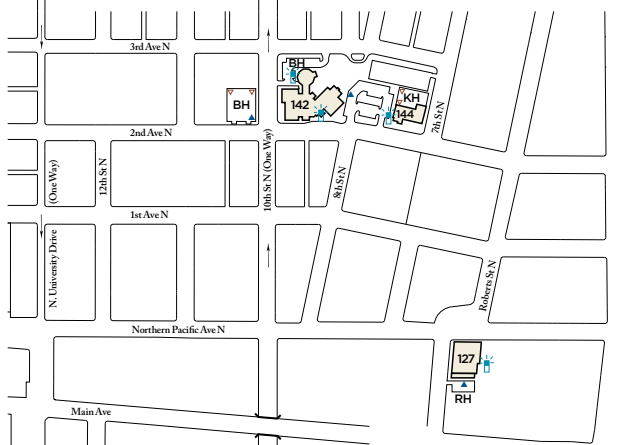 3rd Ave N
BH
142
BH
KH
144
7th St N
2nd Ave N
(One Way)
12th St N
10th St N (One Way)
8th St N
1st Ave N
N. University Drive
Roberts St N
Northern Pacific Ave N
127
RH
Main Ave